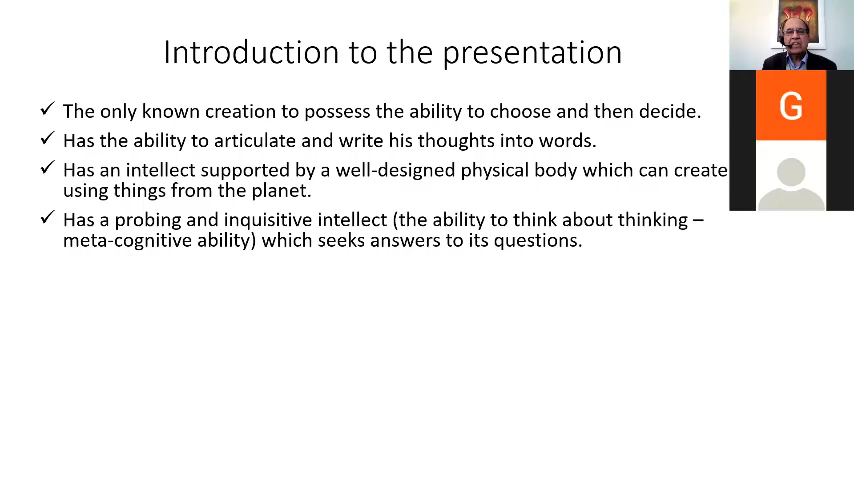 Introduction to the presentation
The only known creation to possess the ability to choose and then decide.
Has the ability to articulate and write his thoughts into words.
Has an intellect supported by a well-designed physical body which can create
using things from the planet.
Has a probing and inquisitive intellect (the ability to think about thinking –
meta-cognitive ability) which seeks answers to its questions.
G